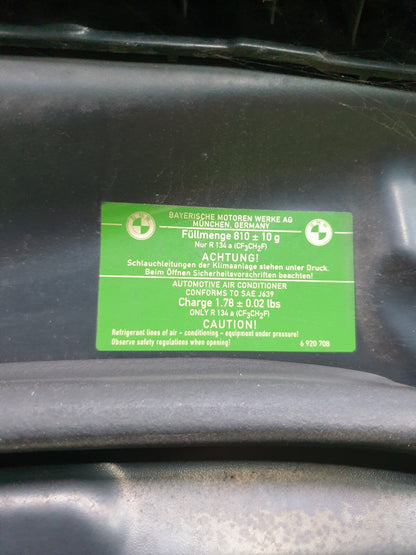 BAYERISCHE MOTOREN WERKE AG
MÜNCHEN, GERMANY
Füllmenge 810 ± 10 g
Nur R 134 a (CF₃CH₂F)
ACHTUNG!
Schlauchleitungen der Klimaanlage stehen unter Druck.
Beim Öffnen Sicherheitsvorschriften beachten!
AUTOMOTIVE AIR CONDITIONER
CONFORMS TO SAE J639
Charge 1.78 ± 0.02 lbs
ONLY R 134 a (CF₃CH₂F)
CAUTION!
Refrigerant lines of air - conditioning - equipment under pressure!
Observe safety regulations when opening!
6 920 708